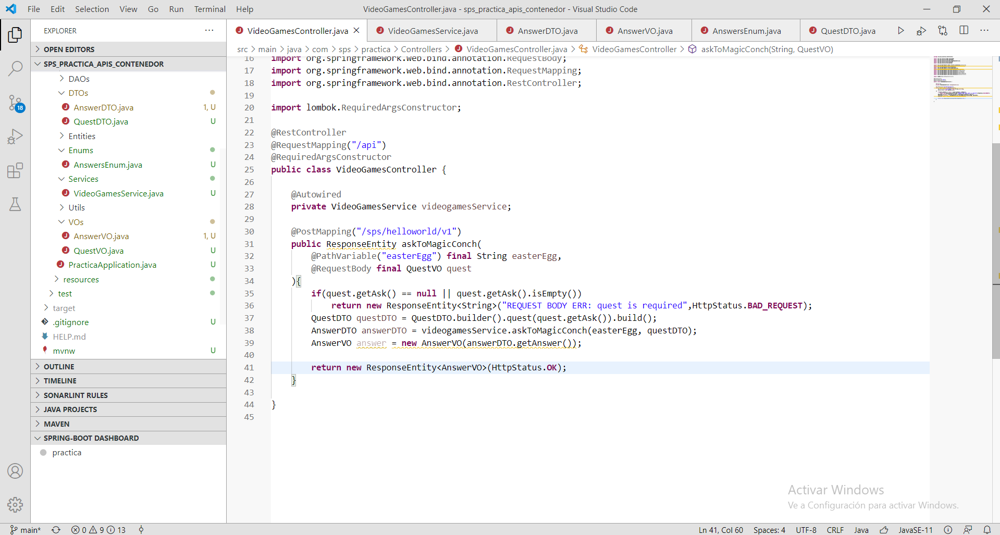 File Edit Selection View Go Run Terminal Help
VideoGamesController.java - sps_practica_apis_contenedor - Visual Studio Code
EXPLORER
OPEN EDITORS
SPS_PRACTICA_APIS_CONTENEDOR
DAOs
DTOs
AnswerDTO.java 1, U
QuestDTO.java U
Entities
Enums
AnswersEnum.java U
Services
VideoGamesService.java U
Utils
VOs
AnswerVO.java 1, U
QuestVO.java U
PracticaApplication.java U
resources
test
target
.gitignore U
HELP.md
mvnw U
OUTLINE
TIMELINE
SONARLINT RULES
JAVA PROJECTS
MAVEN
SPRING-BOOT DASHBOARD
practica
18
VideoGamesController.java VideoGamesService.java AnswerDTO.java AnswerVO.java AnswersEnum.java QuestDTO.java
src > main > java > com > sps > practica > Controllers > VideoGamesController.java > VideoGamesController > askToMagicConch(String, QuestVO)
16 import org.springframework.web.bind.annotation.RequestBody;
17 import org.springframework.web.bind.annotation.RequestMapping;
18 import org.springframework.web.bind.annotation.RestController;
19
20 import lombok.RequiredArgsConstructor;
21
22 @RestController
23 @RequestMapping("/api")
24 @RequiredArgsConstructor
25 public class VideoGamesController {
26
27 @Autowired
28 private VideoGamesService videogamesService;
29
30 @PostMapping("/sps/helloworld/v1")
31 public ResponseEntity askToMagicConch(
32 @PathVariable("easterEgg") final String easterEgg,
33 @RequestBody final QuestVO quest
34 ){
35 if(quest.getAsk() == null || quest.getAsk().isEmpty())
36 return new ResponseEntity<String>("REQUEST BODY ERR: quest is required",HttpStatus.BAD_REQUEST);
37 QuestDTO questDTO = QuestDTO.builder().quest(quest.getAsk()).build();
38 AnswerDTO answerDTO = videogamesService.askToMagicConch(easterEgg, questDTO);
39 AnswerVO answer = new AnswerVO(answerDTO.getAnswer());
40
41 return new ResponseEntity<AnswerVO>(HttpStatus.OK);
42 }
43
44 }
45
Activar Windows
Ve a Configuración para activar Windows.
main* 0 9 13 Ln 41, Col 60 Spaces: 4 UTF-8 CRLF Java JavaSE-11